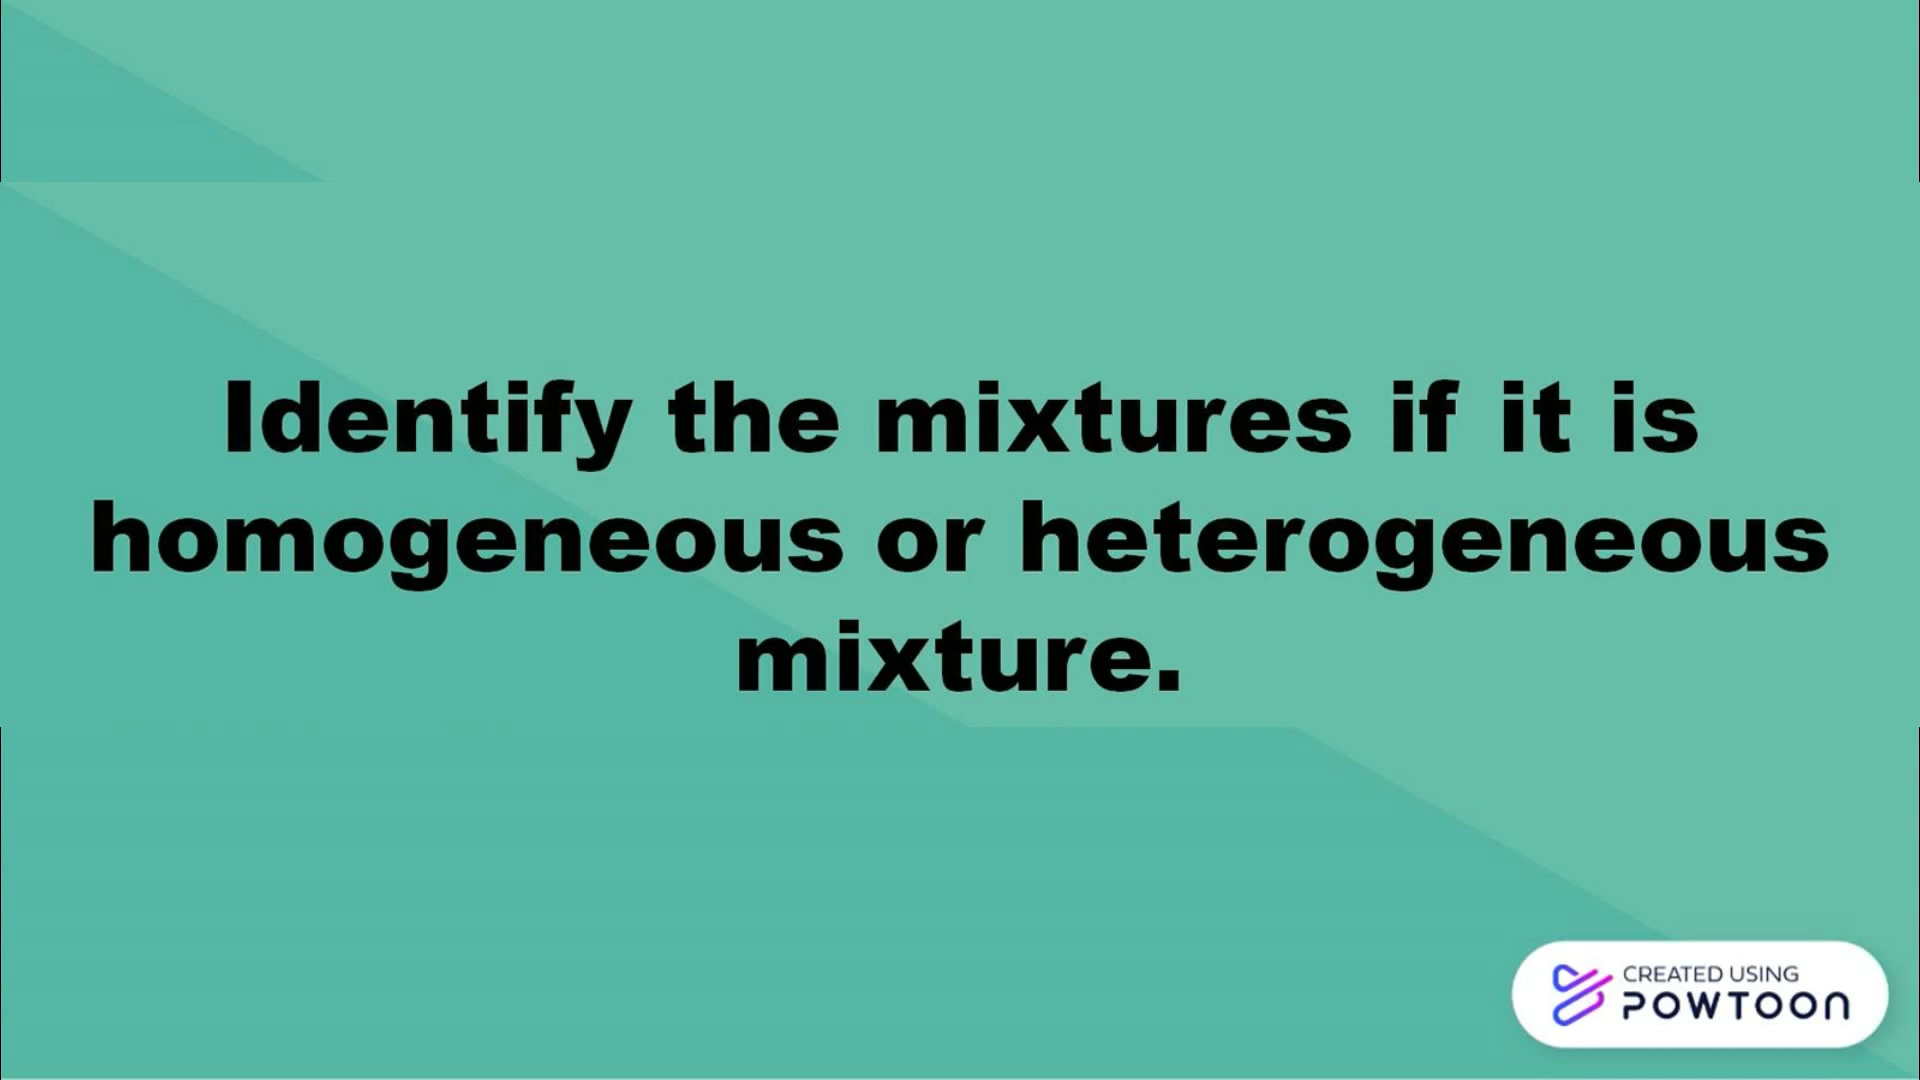 Identify the mixtures if it is
homogeneous or heterogeneous
mixture.
CREATED USING
POWTOON